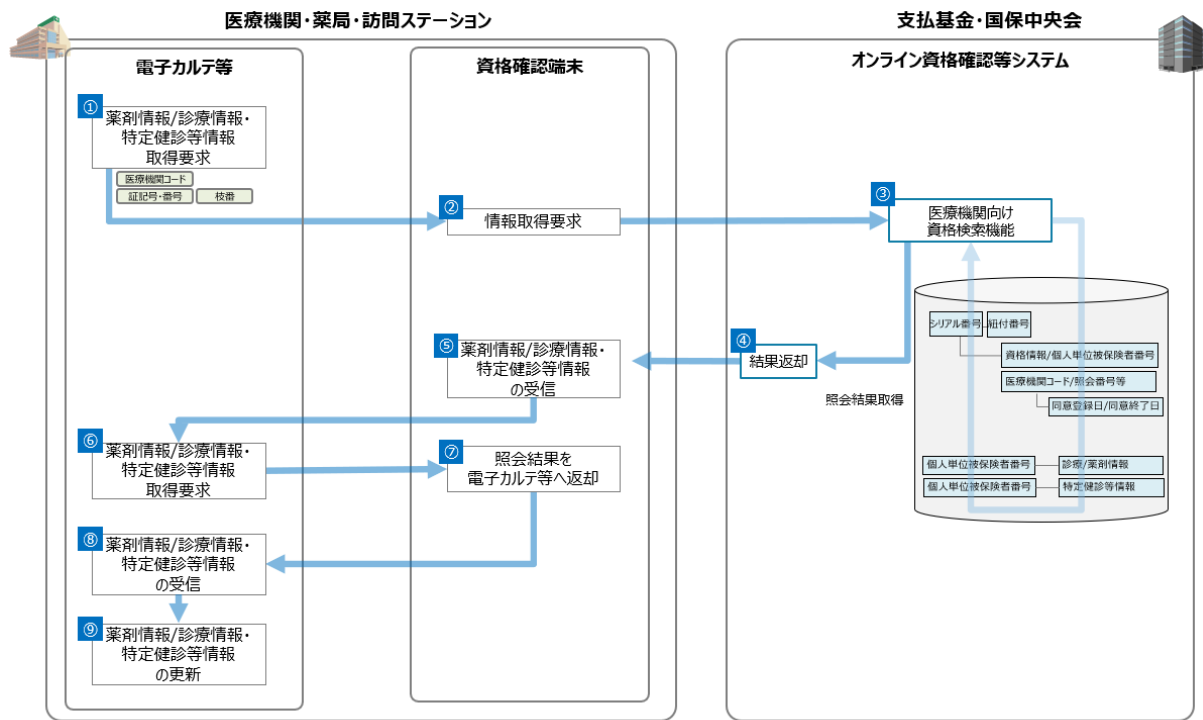 医療機関・薬局・訪問ステーション
支払基金・国保中央会
電子カルテ等
資格確認端末
オンライン資格確認等システム
①
薬剤情報/診療情報・
特定健診等情報
取得要求
医療機関コード
証記号・番号
枝番
②
情報取得要求
③
医療機関向け
資格検索機能
シリアル番号
紐付番号
資格情報/個人単位被保険者番号
医療機関コード/照会番号等
同意登録日/同意終了日
個人単位被保険者番号
診療/薬剤情報
個人単位被保険者番号
特定健診等情報
④
結果返却
照会結果取得
⑤
薬剤情報/診療情報・
特定健診等情報
の受信
⑥
薬剤情報/診療情報・
特定健診等情報
取得要求
⑦
照会結果を
電子カルテ等へ返却
⑧
薬剤情報/診療情報・
特定健診等情報
の受信
⑨
薬剤情報/診療情報・
特定健診等情報
の更新